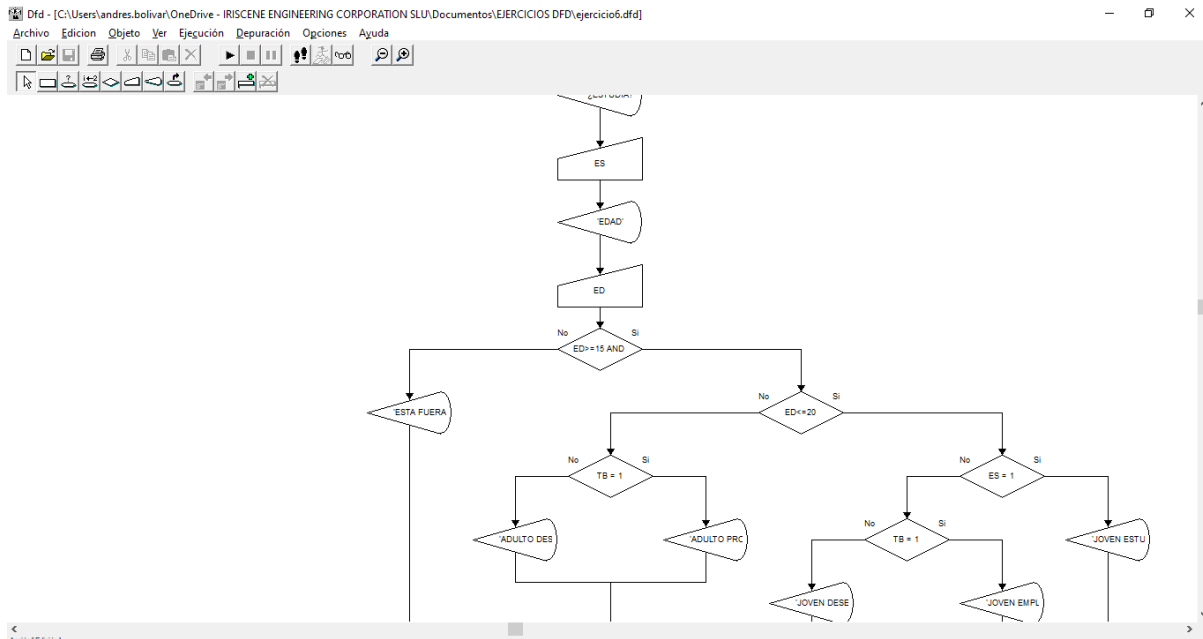 Dfd - [C:\Users\andres.bolivar\OneDrive - IRISCENE ENGINEERING CORPORATION SLU\Documentos\EJERCICIOS DFD\ejercicio6.dfd]
Archivo Edicion Objeto Ver Ejecución Depuración Opciones Ayuda
¿ESTUDIA?
ES
'EDAD'
ED
No Si
ED>=15 AND
'ESTA FUERA
No Si
ED<=20
No Si
TB = 1
No Si
ES = 1
'ADULTO DES
'ADULTO PRO
No Si
TB = 1
'JOVEN ESTU
'JOVEN DESE
'JOVEN EMPL